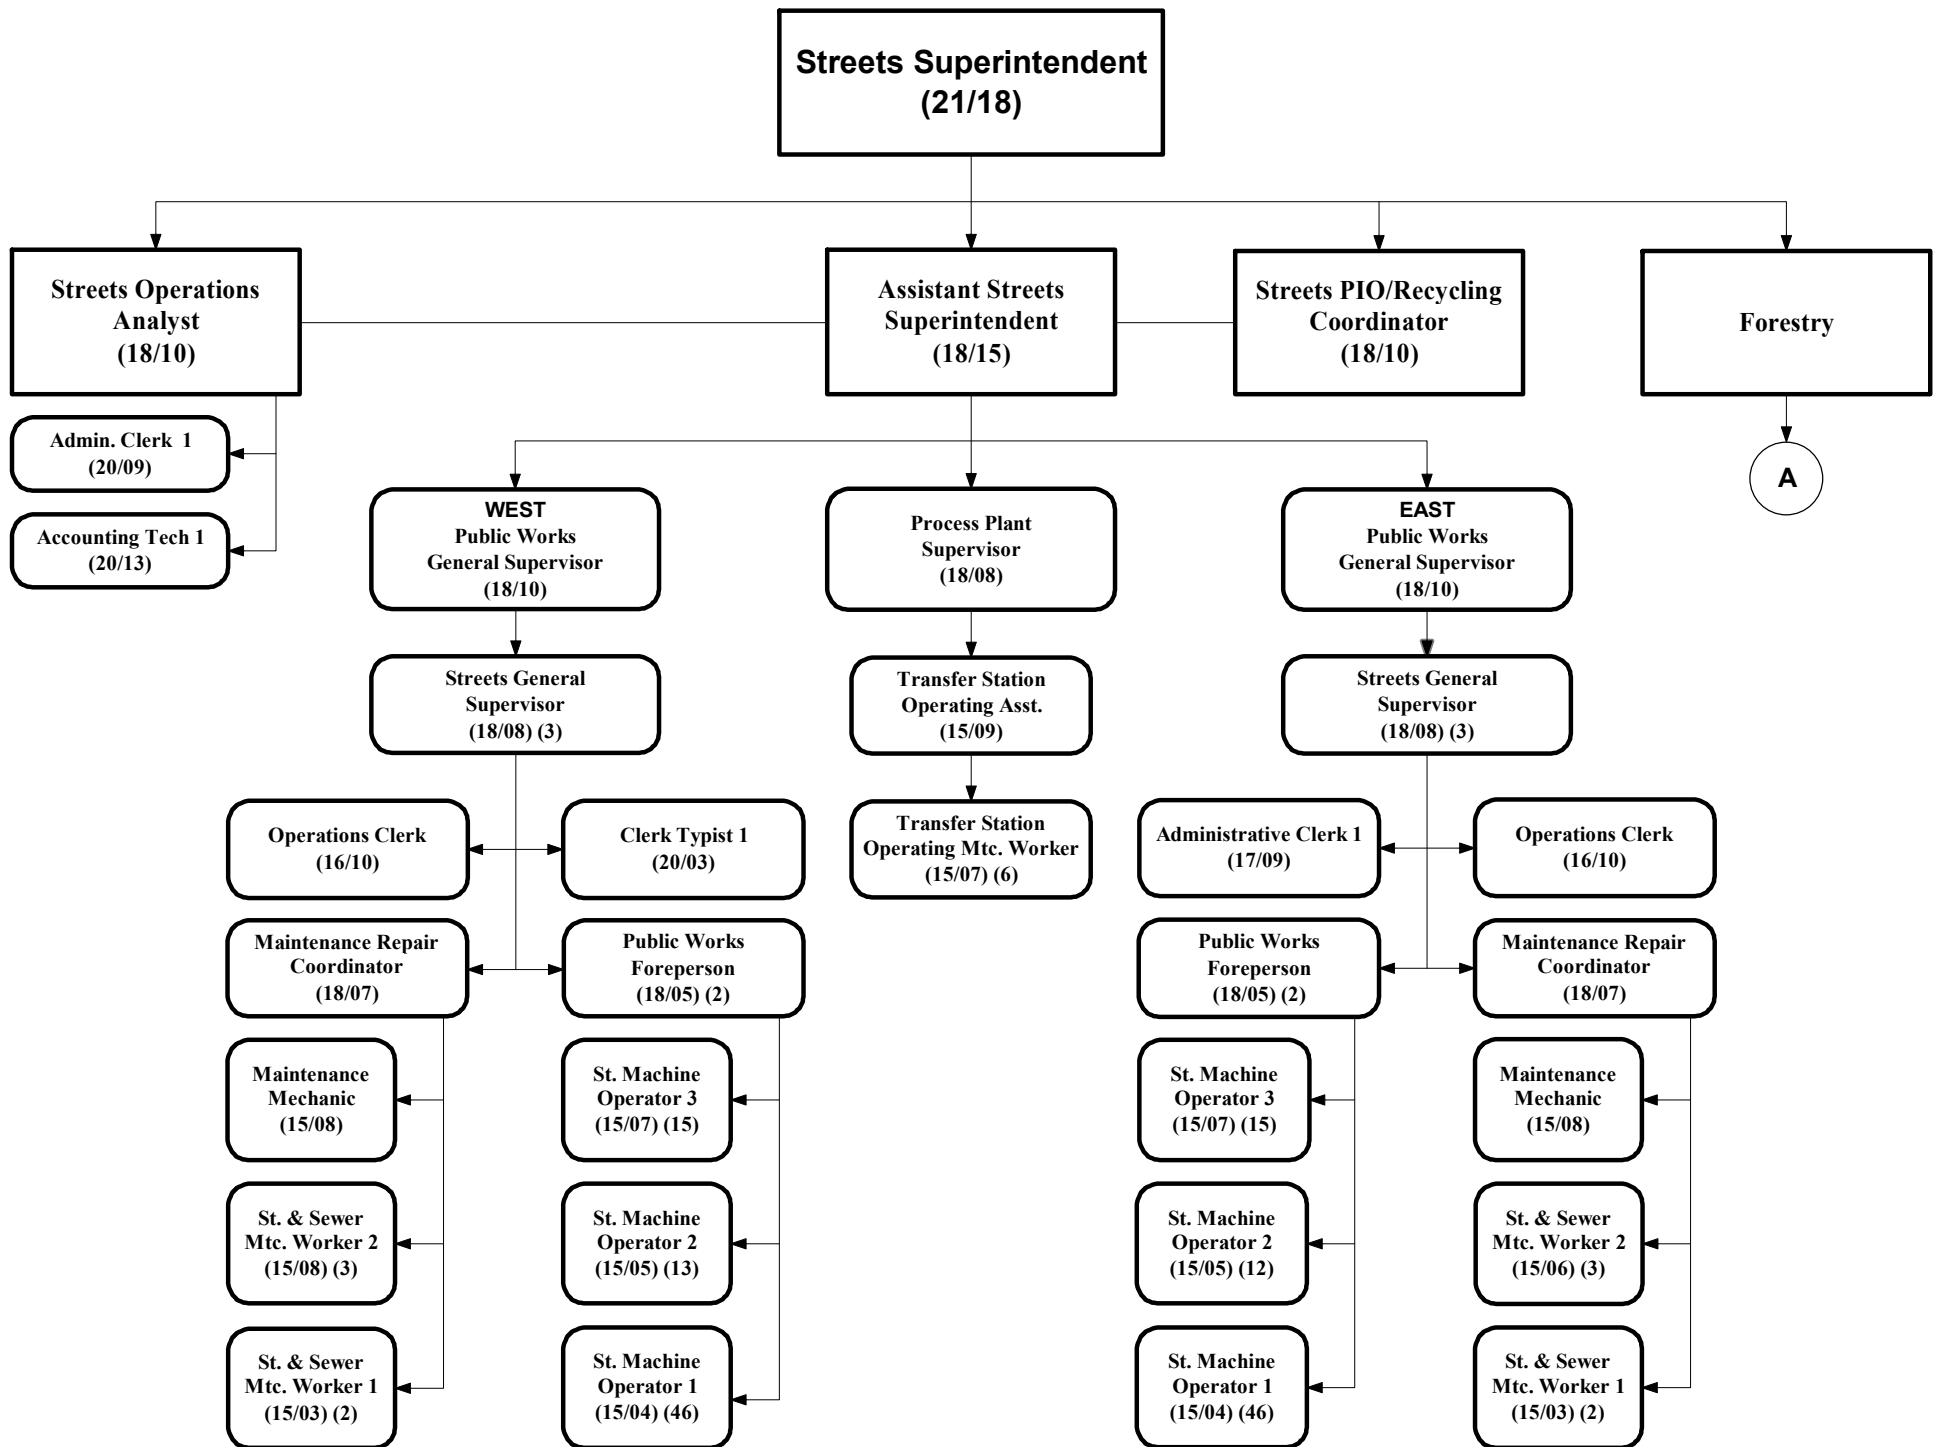 Streets Superintendent
(21/18)
Streets Operations
Analyst
(18/10)
Assistant Streets
Superintendent
(18/15)
Streets PIO/Recycling
Coordinator
(18/10)
Forestry
Admin. Clerk 1
(20/09)
Accounting Tech 1
(20/13)
A
WEST
Public Works
General Supervisor
(18/10)
Process Plant
Supervisor
(18/08)
EAST
Public Works
General Supervisor
(18/10)
Streets General
Supervisor
(18/08) (3)
Transfer Station
Operating Asst.
(15/09)
Streets General
Supervisor
(18/08) (3)
Operations Clerk
(16/10)
Clerk Typist 1
(20/03)
Transfer Station
Operating Mtc. Worker
(15/07) (6)
Administrative Clerk 1
(17/09)
Operations Clerk
(16/10)
Maintenance Repair
Coordinator
(18/07)
Public Works
Foreperson
(18/05) (2)
Public Works
Foreperson
(18/05) (2)
Maintenance Repair
Coordinator
(18/07)
Maintenance
Mechanic
(15/08)
St. Machine
Operator 3
(15/07) (15)
St. Machine
Operator 3
(15/07) (15)
Maintenance
Mechanic
(15/08)
St. & Sewer
Mtc. Worker 2
(15/08) (3)
St. Machine
Operator 2
(15/05) (13)
St. Machine
Operator 2
(15/05) (12)
St. & Sewer
Mtc. Worker 2
(15/06) (3)
St. & Sewer
Mtc. Worker 1
(15/03) (2)
St. Machine
Operator 1
(15/04) (46)
St. Machine
Operator 1
(15/04) (46)
St. & Sewer
Mtc. Worker 1
(15/03) (2)